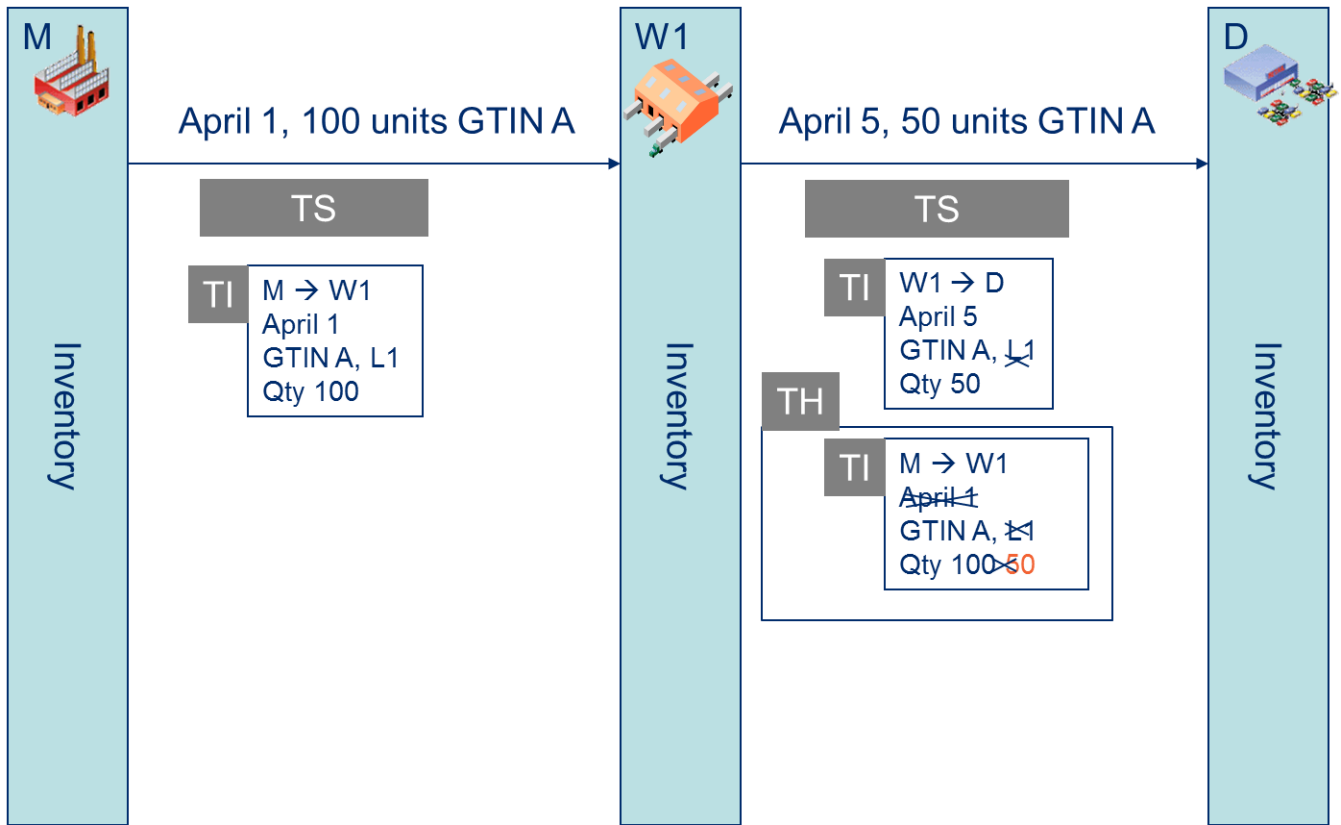 M
W1
D
April 1, 100 units GTIN A
April 5, 50 units GTIN A
TS
TS
TI
M → W1
April 1
GTIN A, L1
Qty 100
TI
W1 → D
April 5
GTIN A, L1
Qty 50
TH
TI
M → W1
April 1
GTIN A, L1
Qty 100 50
Inventory
Inventory
Inventory